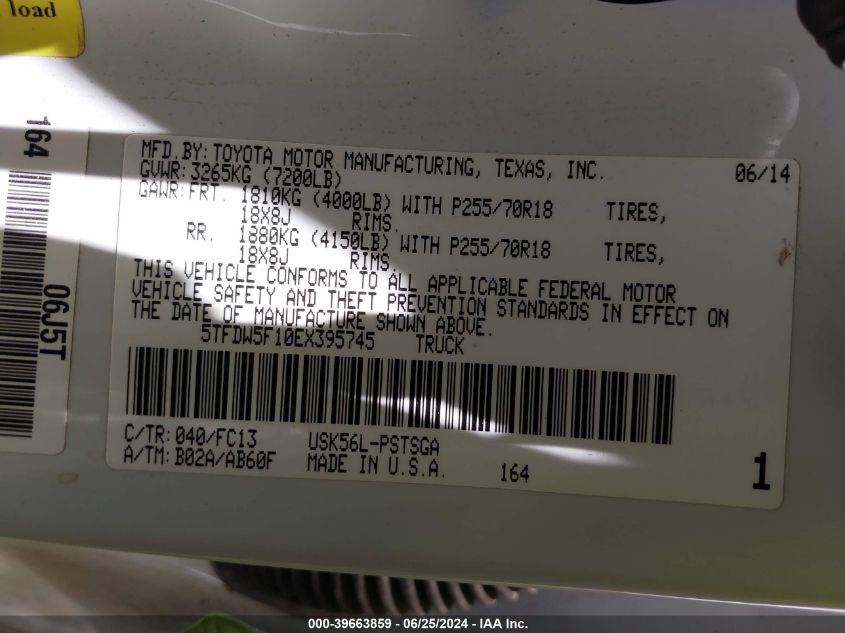 load
164
06J5T
MFD.BY:TOYOTA MOTOR MANUFACTURING, TEXAS, INC. 06/14
GVWR:3265KG (7200LB)
GAWR:FRT. 1810KG (4000LB) WITH P255/70R18 TIRES,
18X8J RIMS.
RR. 1880KG (4150LB) WITH P255/70R18 TIRES,
18X8J RIMS.
THIS VEHICLE CONFORMS TO ALL APPLICABLE FEDERAL MOTOR
VEHICLE SAFETY AND THEFT PREVENTION STANDARDS IN EFFECT ON
THE DATE OF MANUFACTURE SHOWN ABOVE.
5TFDW5F10EX395745 TRUCK
C/TR:040/FC13 USK56L-PSTSGA
A/TM:B02A/AB60F MADE IN U.S.A. 164 1
000-39663859 - 06/25/2024 - IAA Inc.